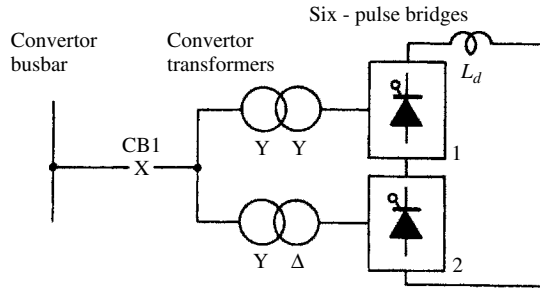 Six - pulse bridges
Convertor
busbar
Convertor
transformers
L_d
CB1
X
Y Y
1
Y Δ
2